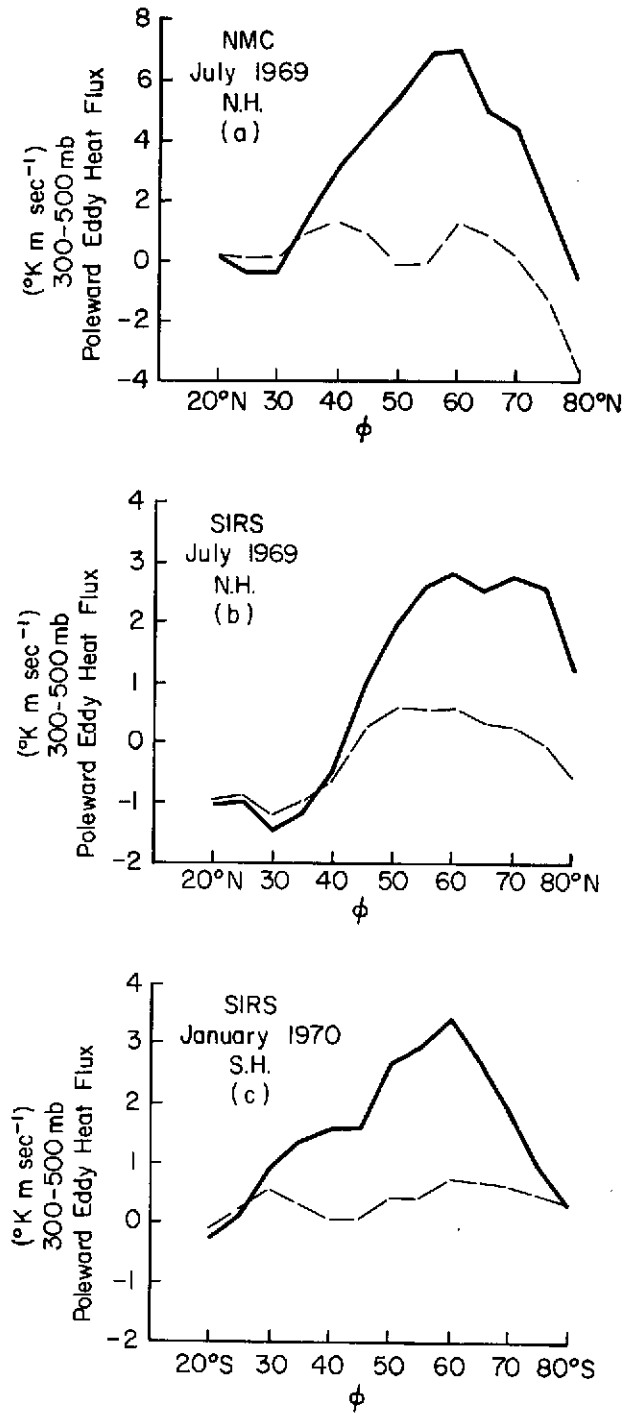 NMC
July 1969
N.H.
(a)
(°K m sec⁻¹)
300-500 mb
Poleward Eddy Heat Flux
8
6
4
2
0
-2
-4
20°N 30 40 50 60 70 80°N
ϕ
SIRS
July 1969
N.H.
(b)
(°K m sec⁻¹)
300-500 mb
Poleward Eddy Heat Flux
4
3
2
1
0
-1
-2
20°N 30 40 50 60 70 80°N
ϕ
SIRS
January 1970
S.H.
(c)
(°K m sec⁻¹)
300-500 mb
Poleward Eddy Heat Flux
4
3
2
1
0
-1
-2
20°S 30 40 50 60 70 80°S
ϕ